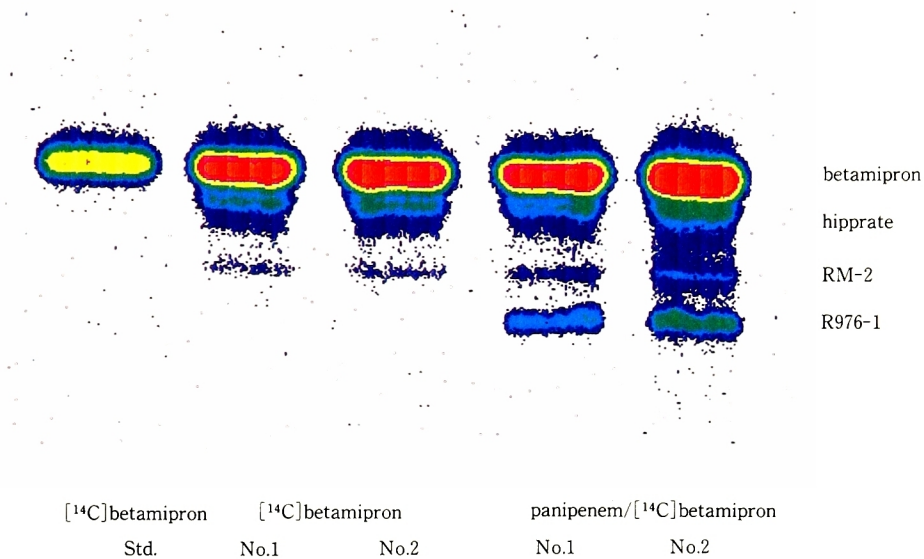 betamipron
hipprate
RM-2
R976-1
[¹⁴C]betamipron [¹⁴C]betamipron panipenem/[¹⁴C]betamipron
Std. No.1 No.2 No.1 No.2